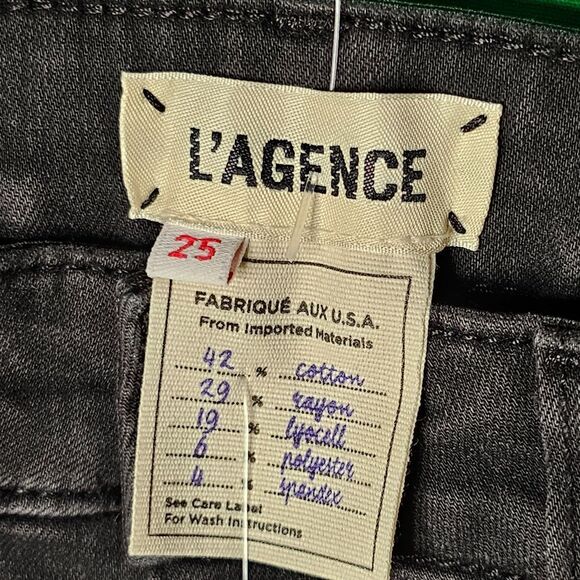 L'AGENCE
25
FABRIQUÉ AUX U.S.A.
From Imported Materials
42 % cotton
29 % rayon
19 % lyocell
6 % polyester
4 % spandex
See Care Label
For Wash Instructions